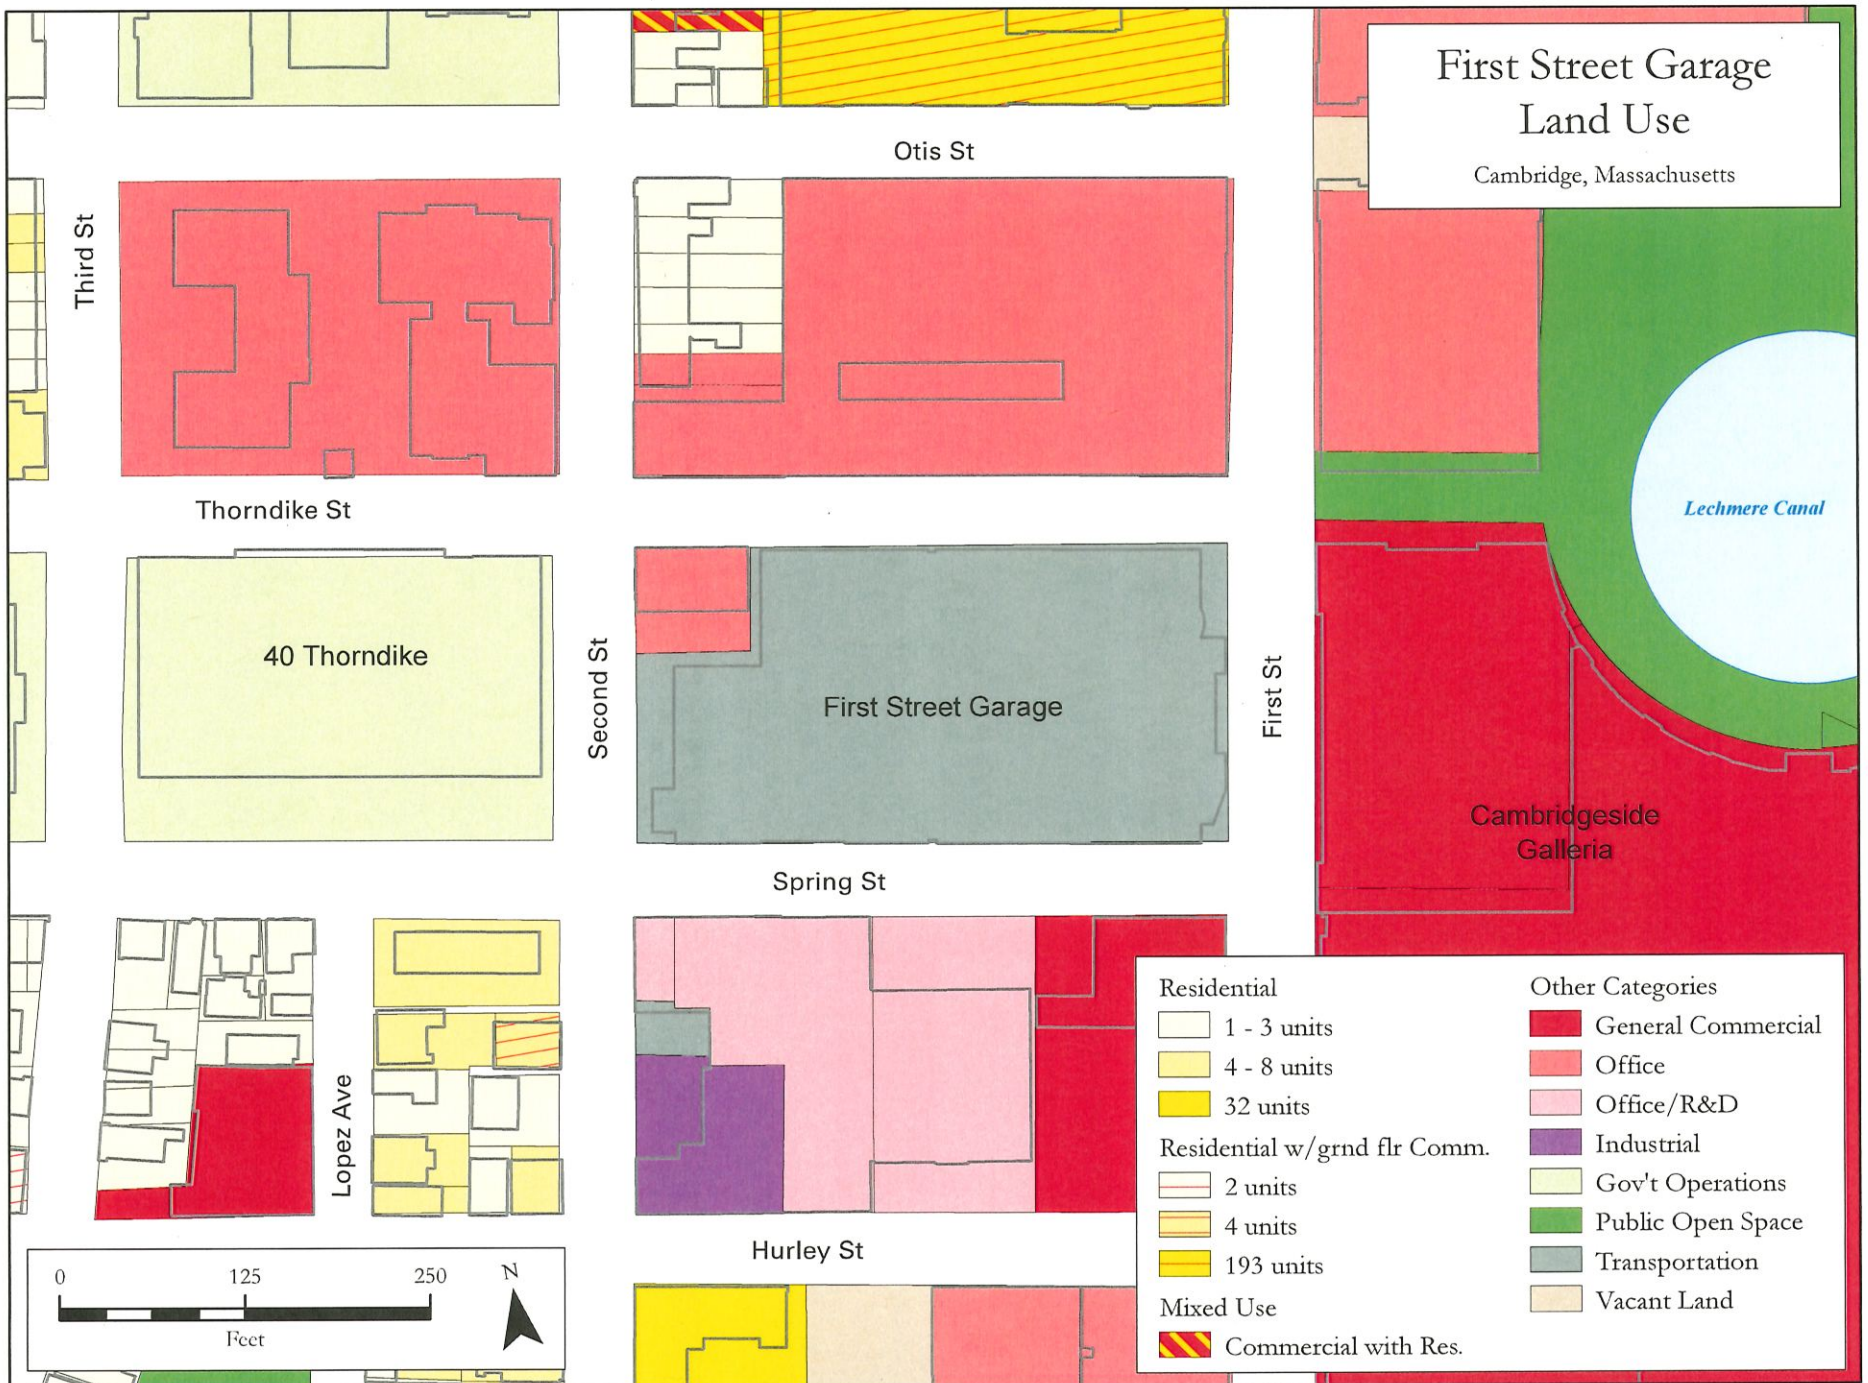 First Street Garage
Land Use
Cambridge, Massachusetts
Otis St
Third St
Thorndike St
Lechmere Canal
40 Thorndike
Second St
First Street Garage
First St
Cambridgeside
Galleria
Spring St
Lopez Ave
Hurley St
0 125 250
Feet
N
Residential
1 - 3 units
4 - 8 units
32 units
Residential w/grnd flr Comm.
2 units
4 units
193 units
Mixed Use
Commercial with Res.
Other Categories
General Commercial
Office
Office/R&D
Industrial
Gov't Operations
Public Open Space
Transportation
Vacant Land